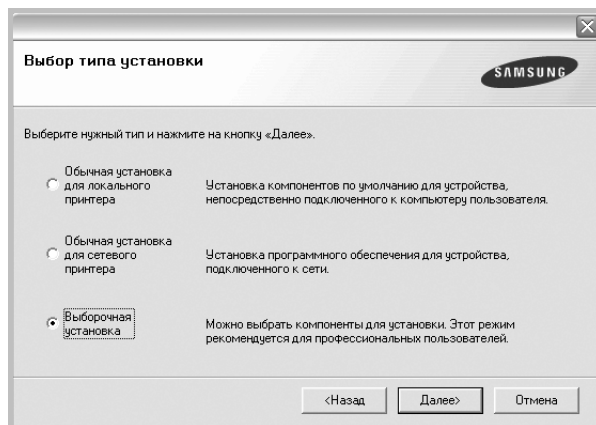 Выбор типа установки
SAMSUNG
Выберите нужный тип и нажмите на кнопку «Далее».
Обычная установка
для локального
принтера
Установка компонентов по умолчанию для устройства,
непосредственно подключенного к компьютеру пользователя.
Обычная установка
для сетевого
принтера
Установка программного обеспечения для устройства,
подключенного к сети.
Выборочная
установка
Можно выбрать компоненты для установки. Этот режим
рекомендуется для профессиональных пользователей.
<Назад
Далее>
Отмена